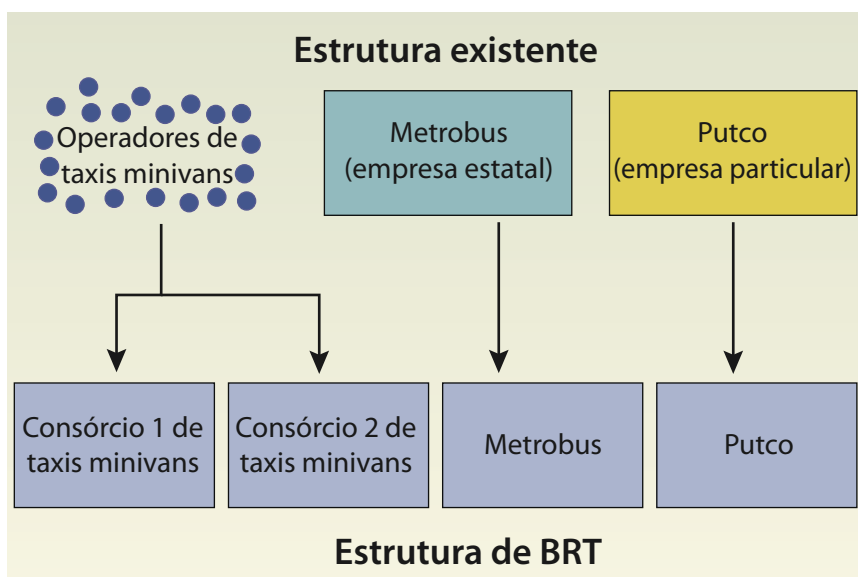 Estrutura existente
Operadores de
taxis minivans
Metrobus
(empresa estatal)
Putco
(empresa particular)
Consórcio 1 de
taxis minivans
Consórcio 2 de
taxis minivans
Metrobus
Putco
Estrutura de BRT